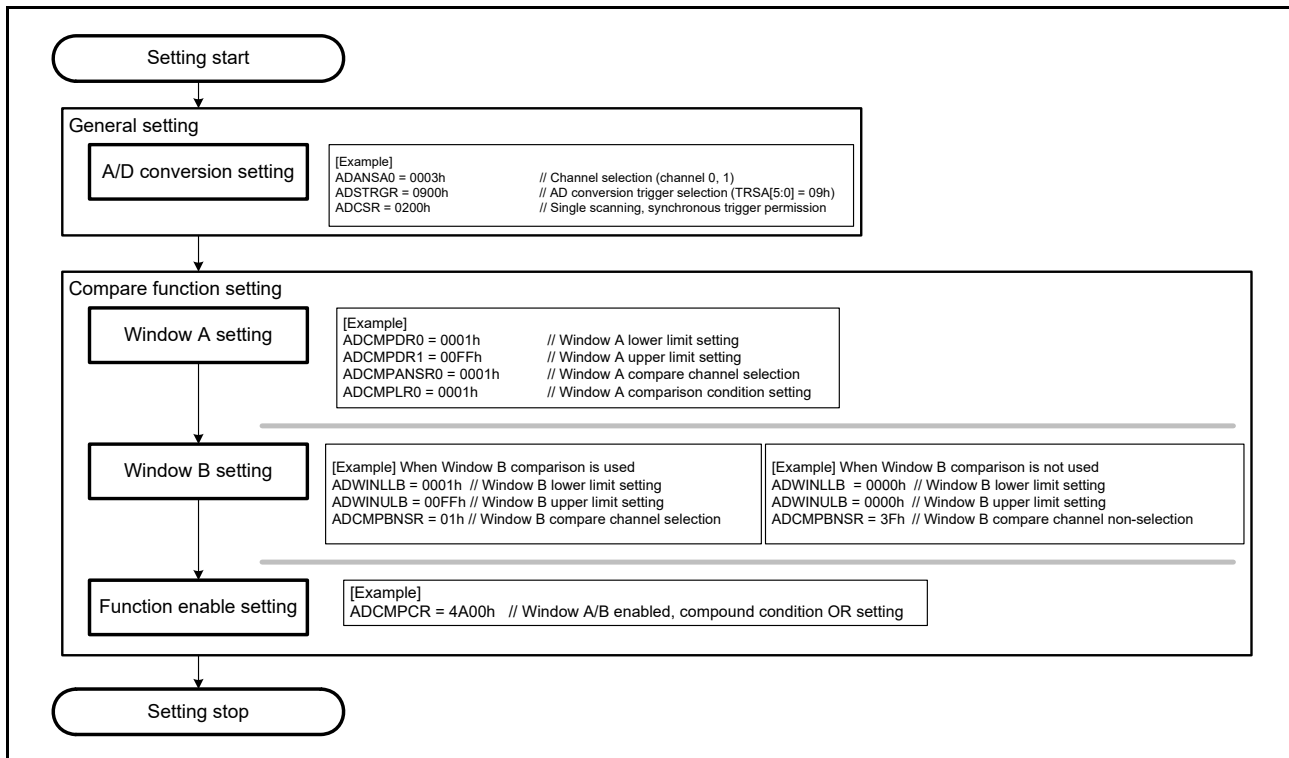 Setting start
General setting
A/D conversion setting
[Example]
ADANSA0 = 0003h // Channel selection (channel 0, 1)
ADSTRGR = 0900h // AD conversion trigger selection (TRSA[5:0] = 09h)
ADCSR = 0200h // Single scanning, synchronous trigger permission
Compare function setting
Window A setting
[Example]
ADCMPDR0 = 0001h // Window A lower limit setting
ADCMPDR1 = 00FFh // Window A upper limit setting
ADCMPANSR0 = 0001h // Window A compare channel selection
ADCMPLR0 = 0001h // Window A comparison condition setting
Window B setting
[Example] When Window B comparison is used
ADWINLLB = 0001h // Window B lower limit setting
ADWINULB = 00FFh // Window B upper limit setting
ADCMPBNSR = 01h // Window B compare channel selection
[Example] When Window B comparison is not used
ADWINLLB = 0000h // Window B lower limit setting
ADWINULB = 0000h // Window B upper limit setting
ADCMPBNSR = 3Fh // Window B compare channel non-selection
Function enable setting
[Example]
ADCMPCR = 4A00h // Window A/B enabled, compound condition OR setting
Setting stop